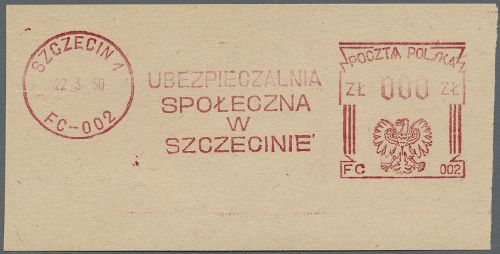 SZCZECIN 1
22 3 50
FC-002
UBEZPIECZALNIA
SPOŁECZNA
W
SZCZECINIE
POCZTA POLSKA
ZŁ 000 ZŁ
FC 002